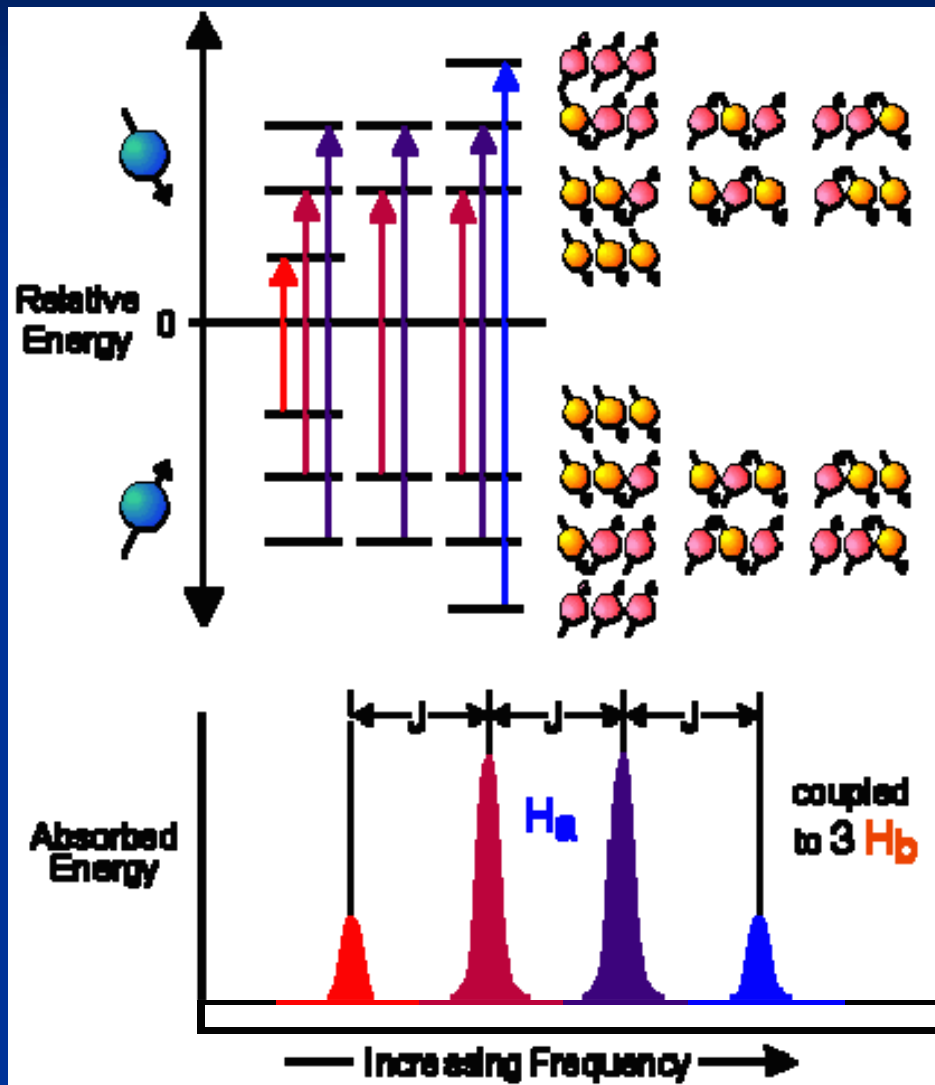 Relative
Energy
0
J
J
J
Ha
coupled
to 3 Hb
Absorbed
Energy
Increasing Frequency